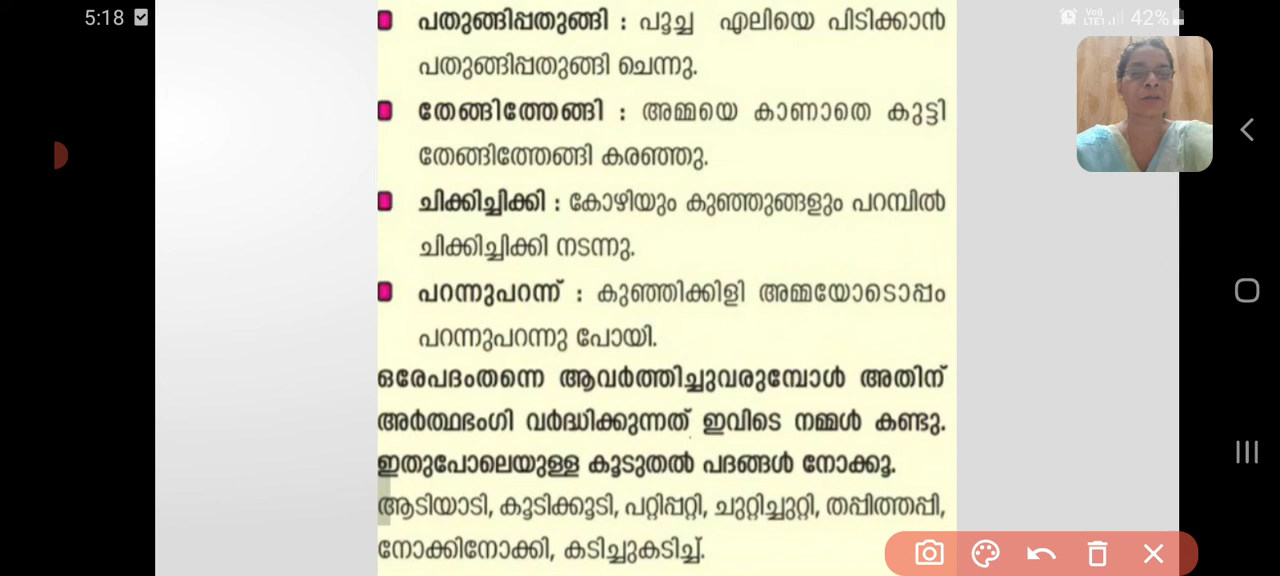 5:18
Vo)) LTE1 42%
പതുങ്ങിപ്പതുങ്ങി : പൂച്ച എലിയെ പിടിക്കാൻ
പതുങ്ങിപ്പതുങ്ങി ചെന്നു.
തേങ്ങിത്തേങ്ങി : അമ്മയെ കാണാതെ കുട്ടി
തേങ്ങിത്തേങ്ങി കരഞ്ഞു.
ചിക്കിച്ചിക്കി : കോഴിയും കുഞ്ഞുങ്ങളും പറമ്പിൽ
ചിക്കിച്ചിക്കി നടന്നു.
പറന്നുപറന്ന് : കുഞ്ഞിക്കിളി അമ്മയോടൊപ്പം
പറന്നുപറന്നു പോയി.
ഒരേപദംതന്നെ ആവർത്തിച്ചുവരുമ്പോൾ അതിന്
അർത്ഥഭംഗി വർദ്ധിക്കുന്നത് ഇവിടെ നമ്മൾ കണ്ടു.
ഇതുപോലെയുള്ള കൂടുതൽ പദങ്ങൾ നോക്കൂ.
ആടിയാടി, കൂടിക്കൂടി, പറ്റിപ്പറ്റി, ചുറ്റിച്ചുറ്റി, തപ്പിത്തപ്പി,
നോക്കിനോക്കി, കടിച്ചുകടിച്ച്.